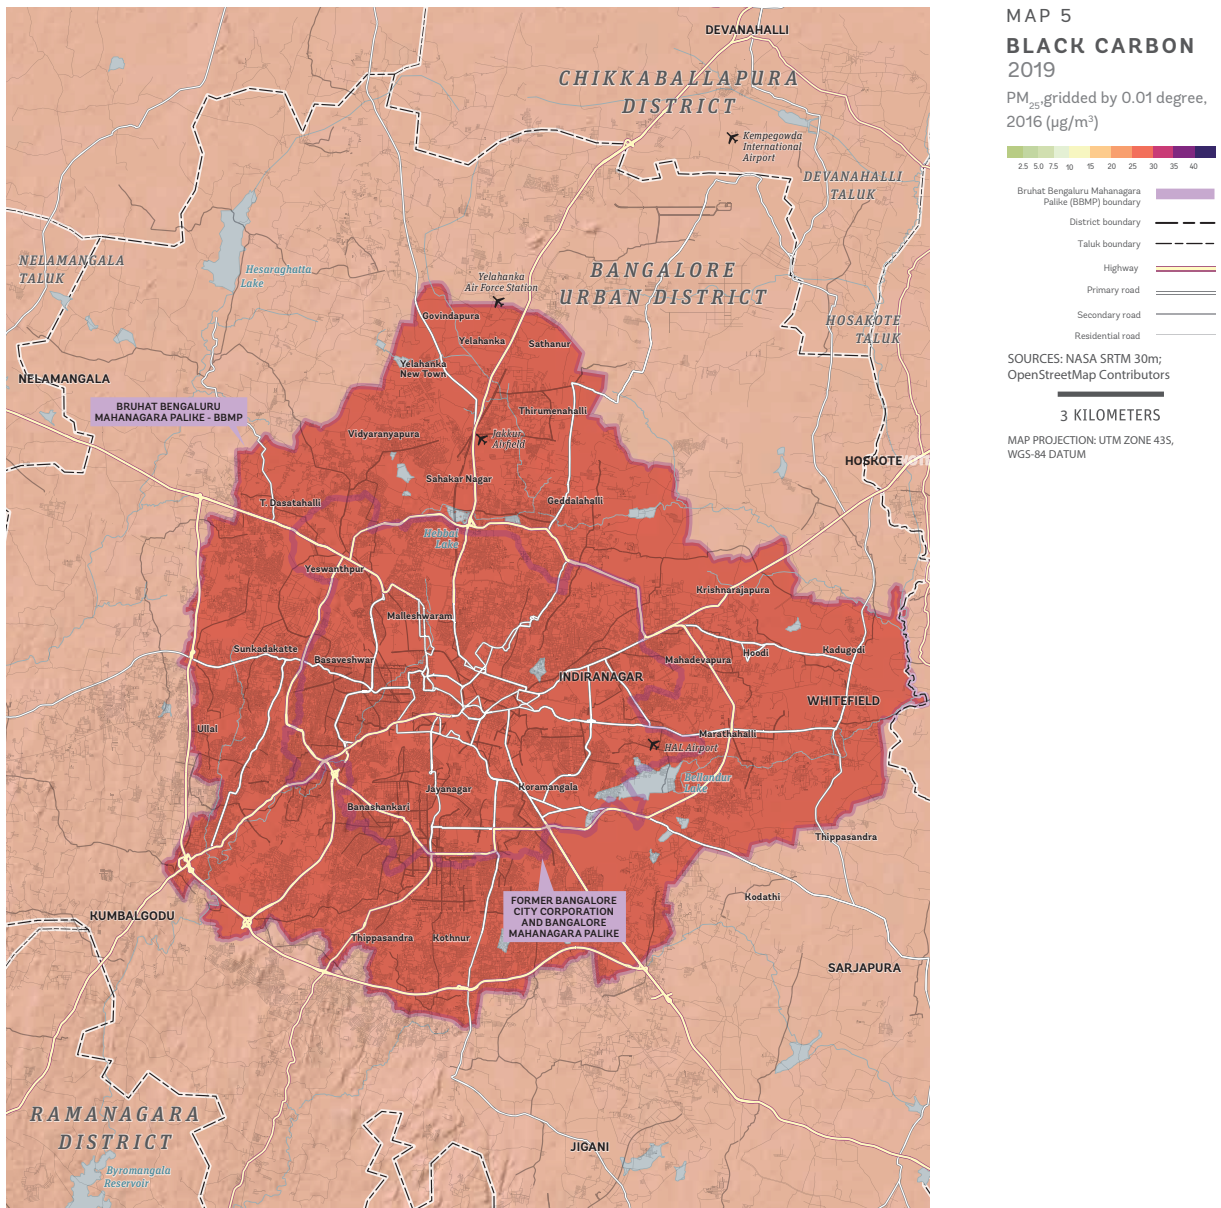 MAP 5
BLACK CARBON
2019
PM25,gridded by 0.01 degree,
2016 (µg/m³)
2.5 5.0 7.5 10 15 20 25 30 35 40
Bruhat Bengaluru Mahanagara
Palike (BBMP) boundary
District boundary
Taluk boundary
Highway
Primary road
Secondary road
Residential road
SOURCES: NASA SRTM 30m;
OpenStreetMap Contributors
3 KILOMETERS
MAP PROJECTION: UTM ZONE 43S,
WGS-84 DATUM
DEVANAHALLI
CHIKKABALLAPURA
DISTRICT
Kempegowda
International
Airport
DEVANAHALLI
TALUK
NELAMANGALA
TALUK
Hesaraghatta
Lake
BANGALORE
URBAN DISTRICT
Yelahanka
Air Force Station
HOSAKOTE
TALUK
Govindapura
Yelahanka
Sathanur
Yelahanka
New Town
NELAMANGALA
BRUHAT BENGALURU
MAHANAGARA PALIKE - BBMP
Thirumenahalli
Vidyaranyapura
Jakkur
Airfield
HOSKOTE
Sahakar Nagar
T. Dasatahalli
Geddalahalli
Hebbal
Lake
Yeswanthpur
Krishnarajapura
Malleshwaram
Sunkadakatte
Basaveshwar
Mahadevapura
Hoodi
Kadugodi
INDIRANAGAR
WHITEFIELD
Ullal
Marathahalli
HAL Airport
Bellandur
Lake
Jayanagar
Koramangala
Banashankari
Thippasandra
Kodathi
FORMER BANGALORE
CITY CORPORATION
AND BANGALORE
MAHANAGARA PALIKE
KUMBALGODU
Thippasandra
Kothnur
SARJAPURA
RAMANAGARA
DISTRICT
JIGANI
Byromangala
Reservoir